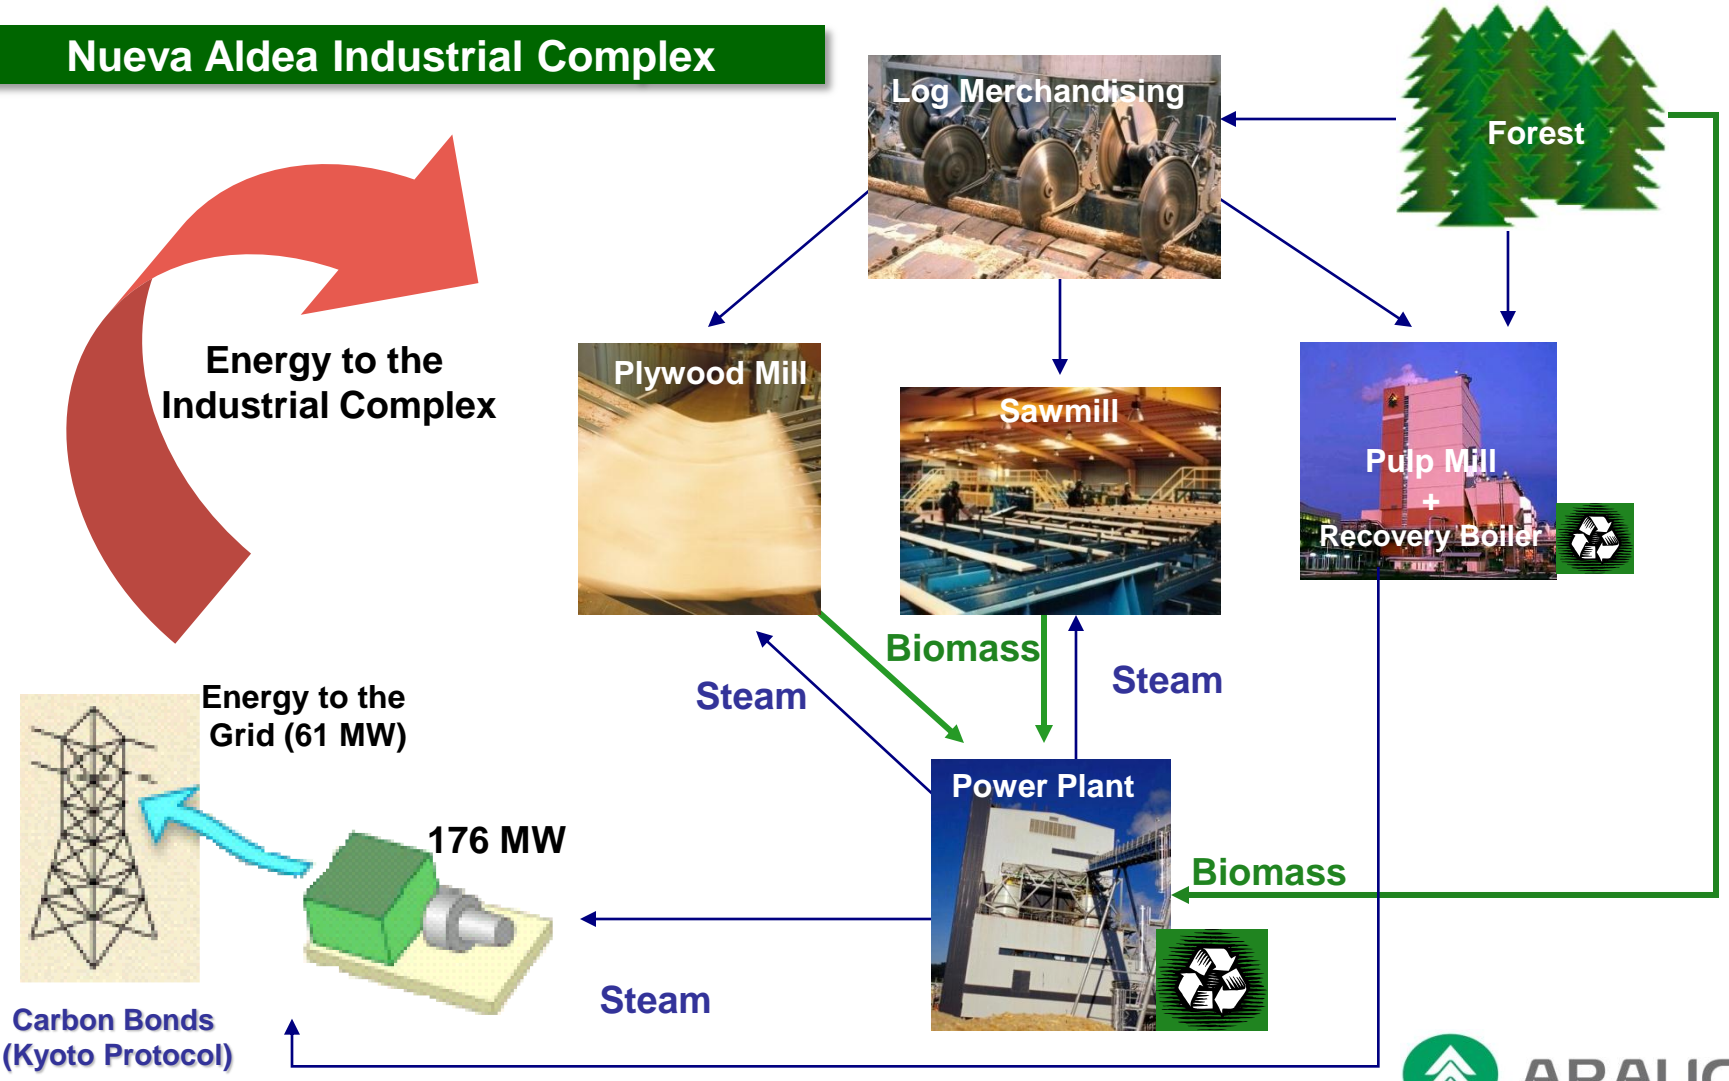 Nueva Aldea Industrial Complex
Log Merchandising
Forest
Energy to the
Industrial Complex
Plywood Mill
Sawmill
Pulp Mill
+
Recovery Boiler
Biomass
Steam
Steam
Energy to the
Grid (61 MW)
Power Plant
176 MW
Biomass
Steam
Carbon Bonds
(Kyoto Protocol)